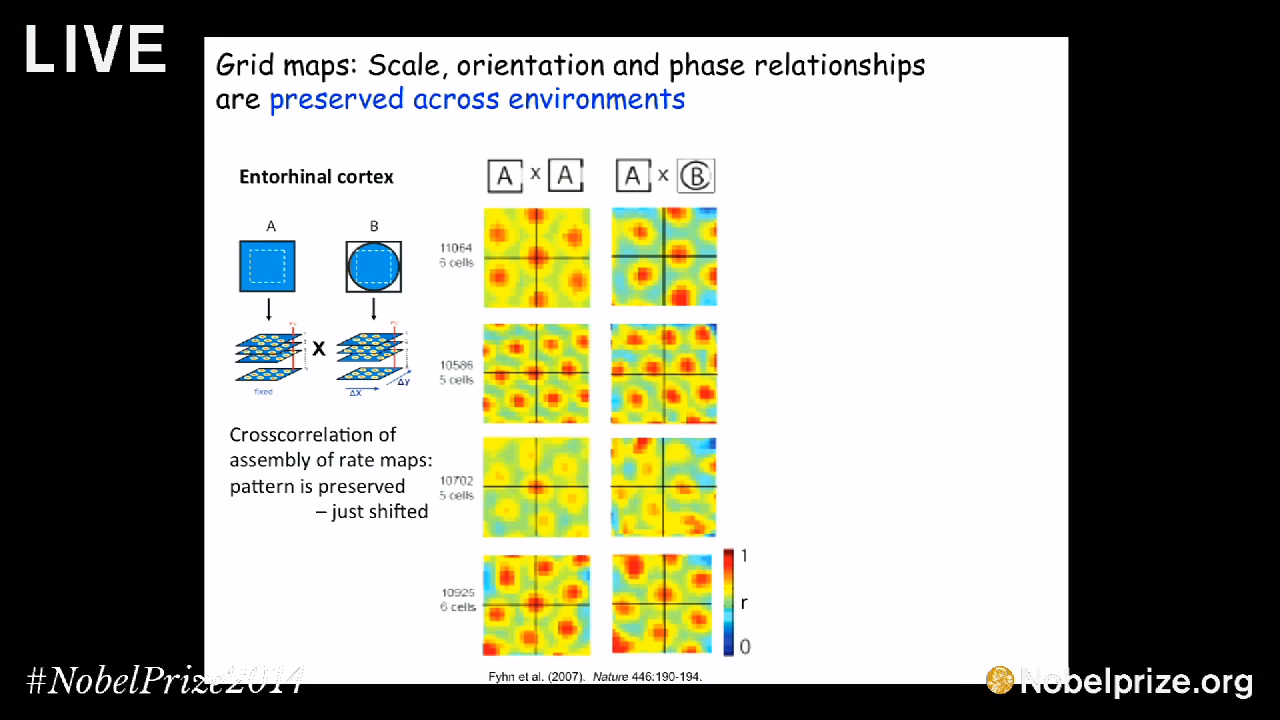 LIVE
Grid maps: Scale, orientation and phase relationships
are preserved across environments
Entorhinal cortex
A x A
A x B
A
B
11064
6 cells
X
fixed
ΔX
Δy
10586
5 cells
Crosscorrelation of
assembly of rate maps:
pattern is preserved
– just shifted
10702
5 cells
10925
6 cells
1
r
0
Fyhn et al. (2007). Nature 446:190-194.
#NobelPrize2014
Nobelprize.org